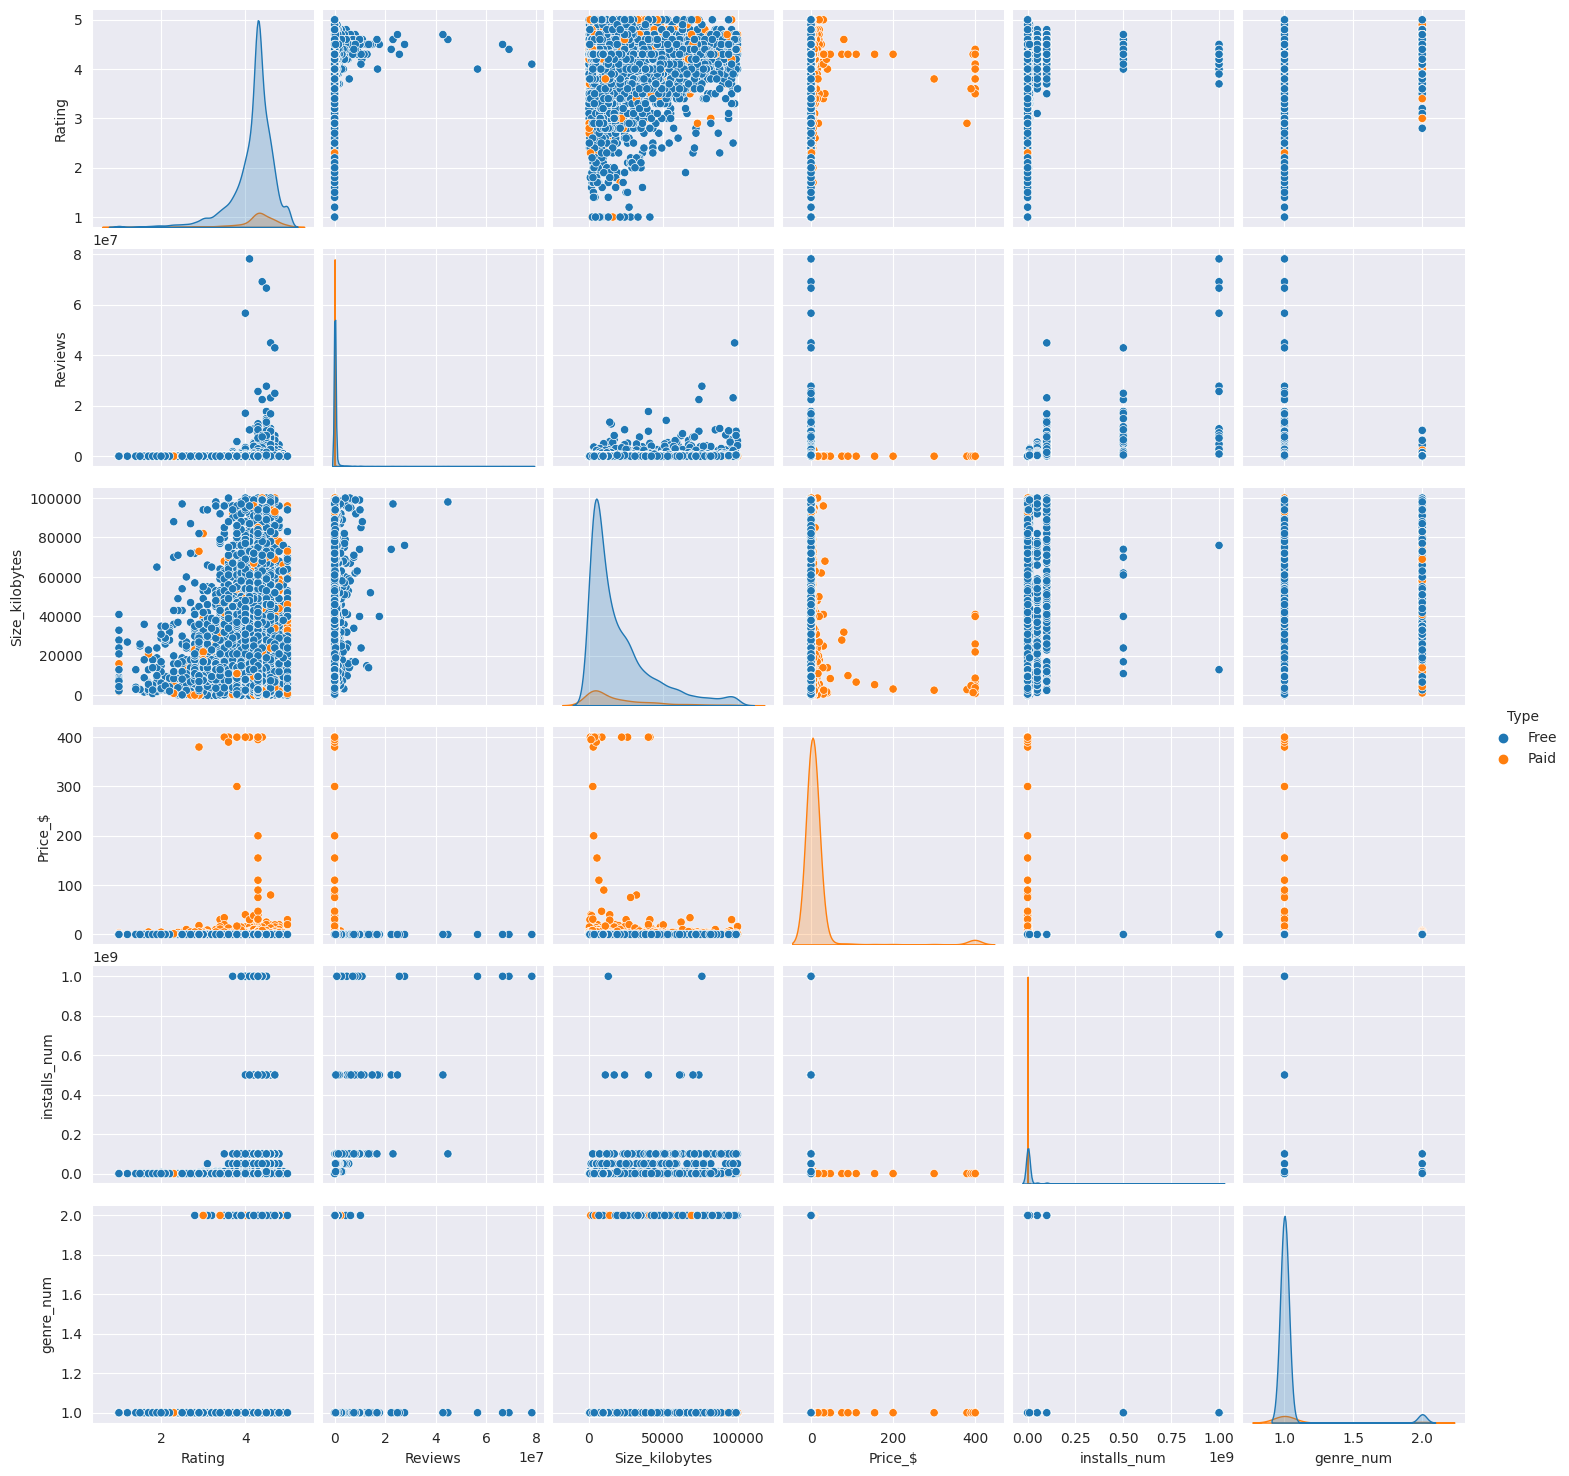 5
4
3
2
1
Rating
1e7
8
6
4
2
0
Reviews
100000
80000
60000
40000
20000
0
Size_kilobytes
400
300
200
100
0
Price_$
Type
Free
Paid
1e9
1.0
0.8
0.6
0.4
0.2
0.0
installs_num
2.0
1.8
1.6
1.4
1.2
1.0
genre_num
2 4
0 2 4 6 8
0 50000 100000
0 200 400
0.00 0.25 0.50 0.75 1.00
1.0 1.5 2.0
1e7 1e9
Rating Reviews Size_kilobytes Price_$ installs_num genre_num